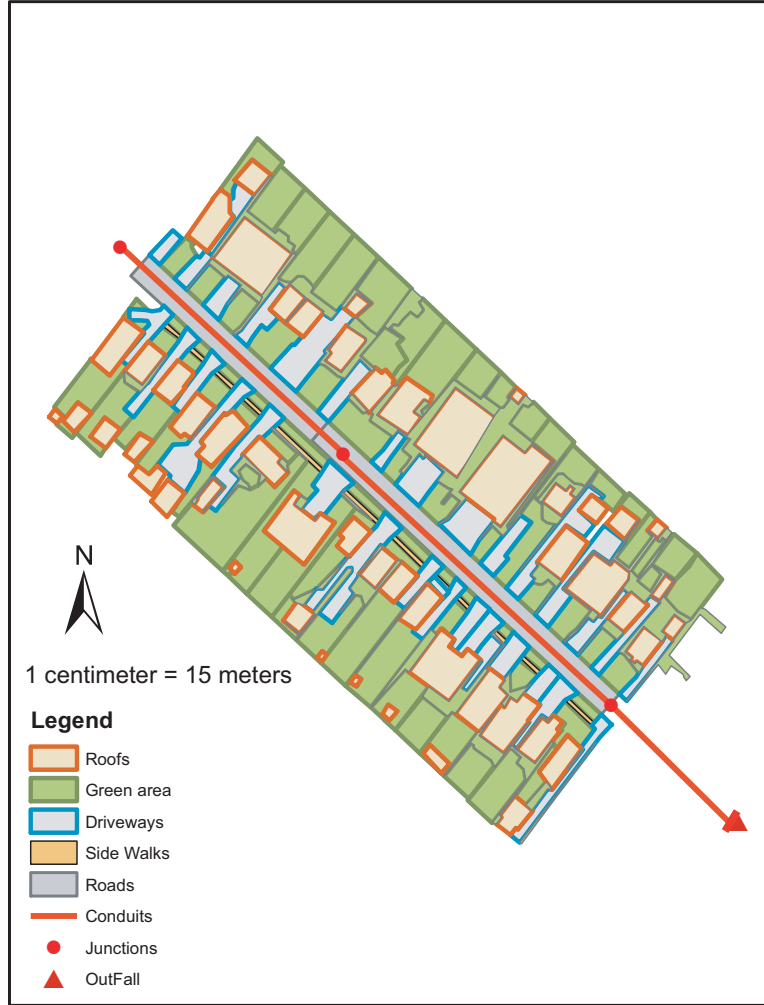 N
1 centimeter = 15 meters
Legend
Roofs
Green area
Driveways
Side Walks
Roads
Conduits
Junctions
OutFall